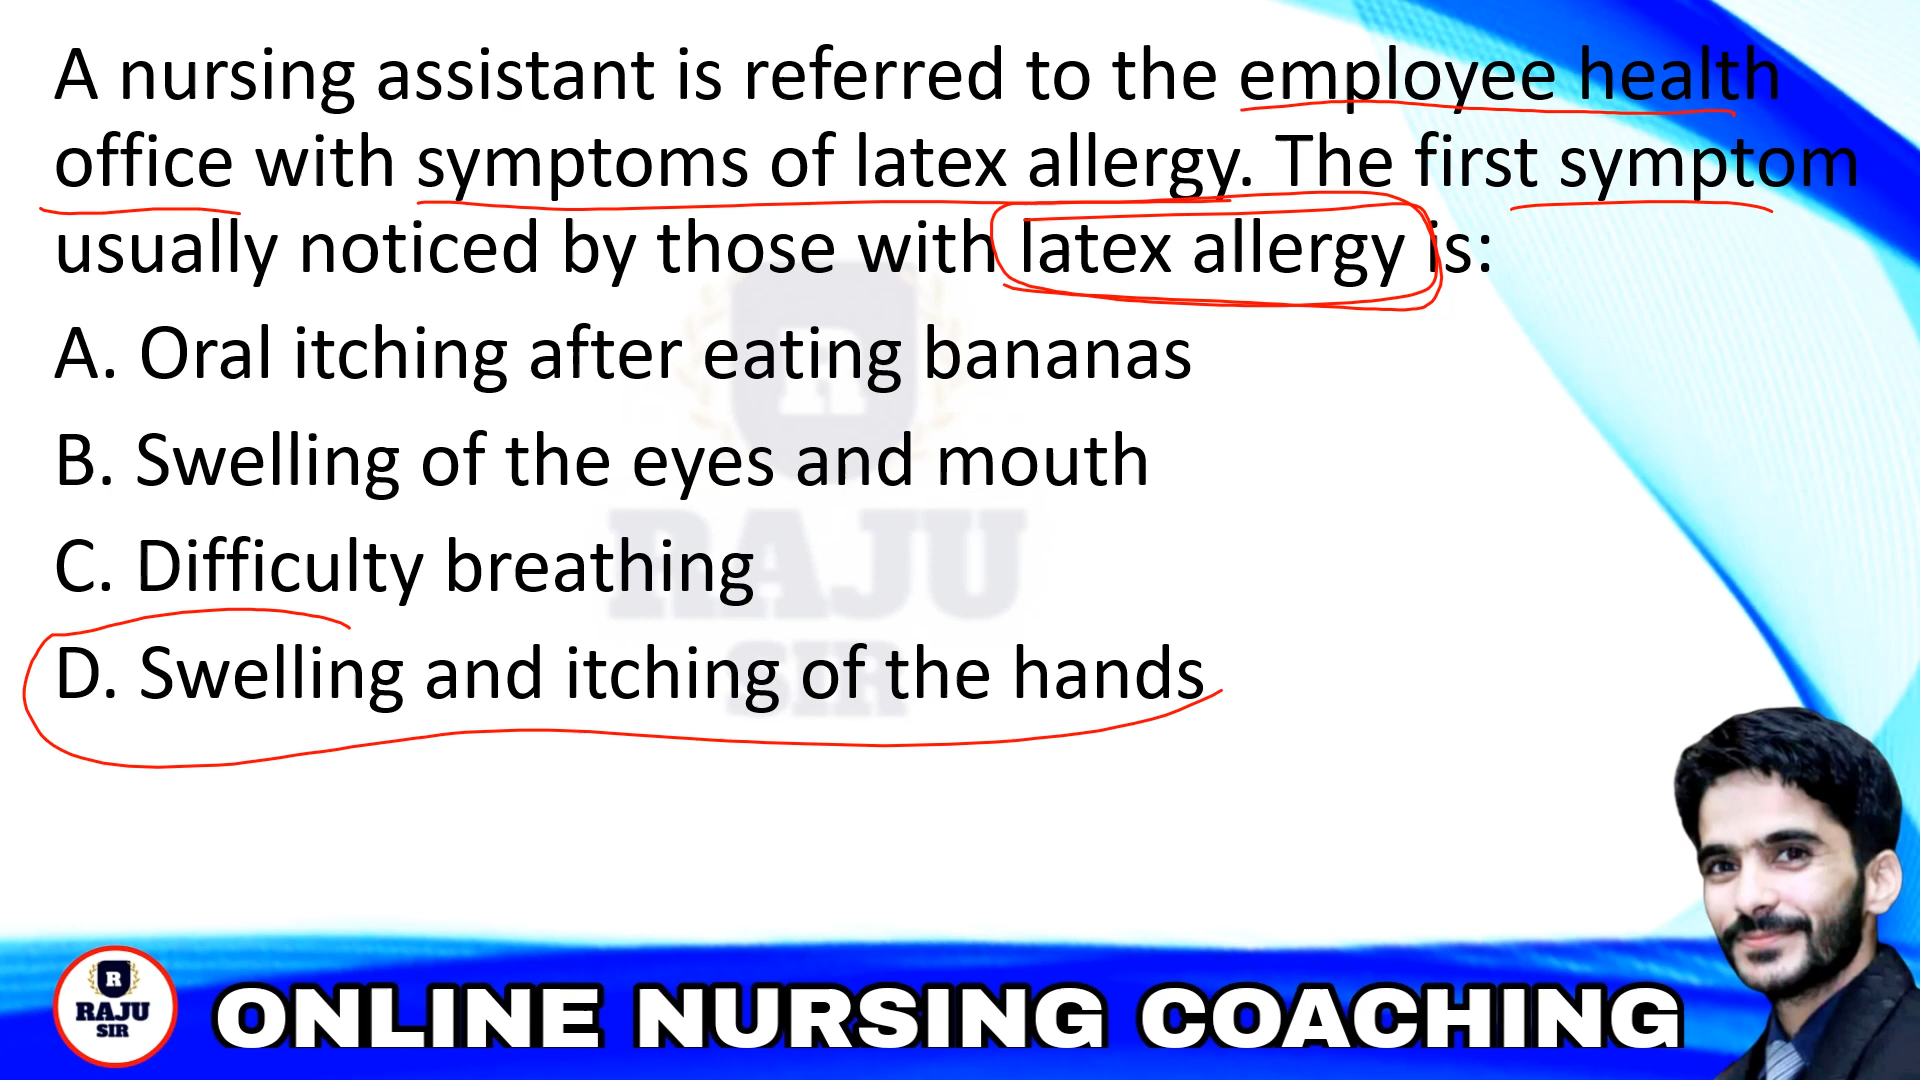 A nursing assistant is referred to the employee health
office with symptoms of latex allergy. The first symptom
usually noticed by those with latex allergy is:
A. Oral itching after eating bananas
B. Swelling of the eyes and mouth
C. Difficulty breathing
D. Swelling and itching of the hands
R
RAJU
SIR
R
RAJU
SIR
ONLINE NURSING COACHING